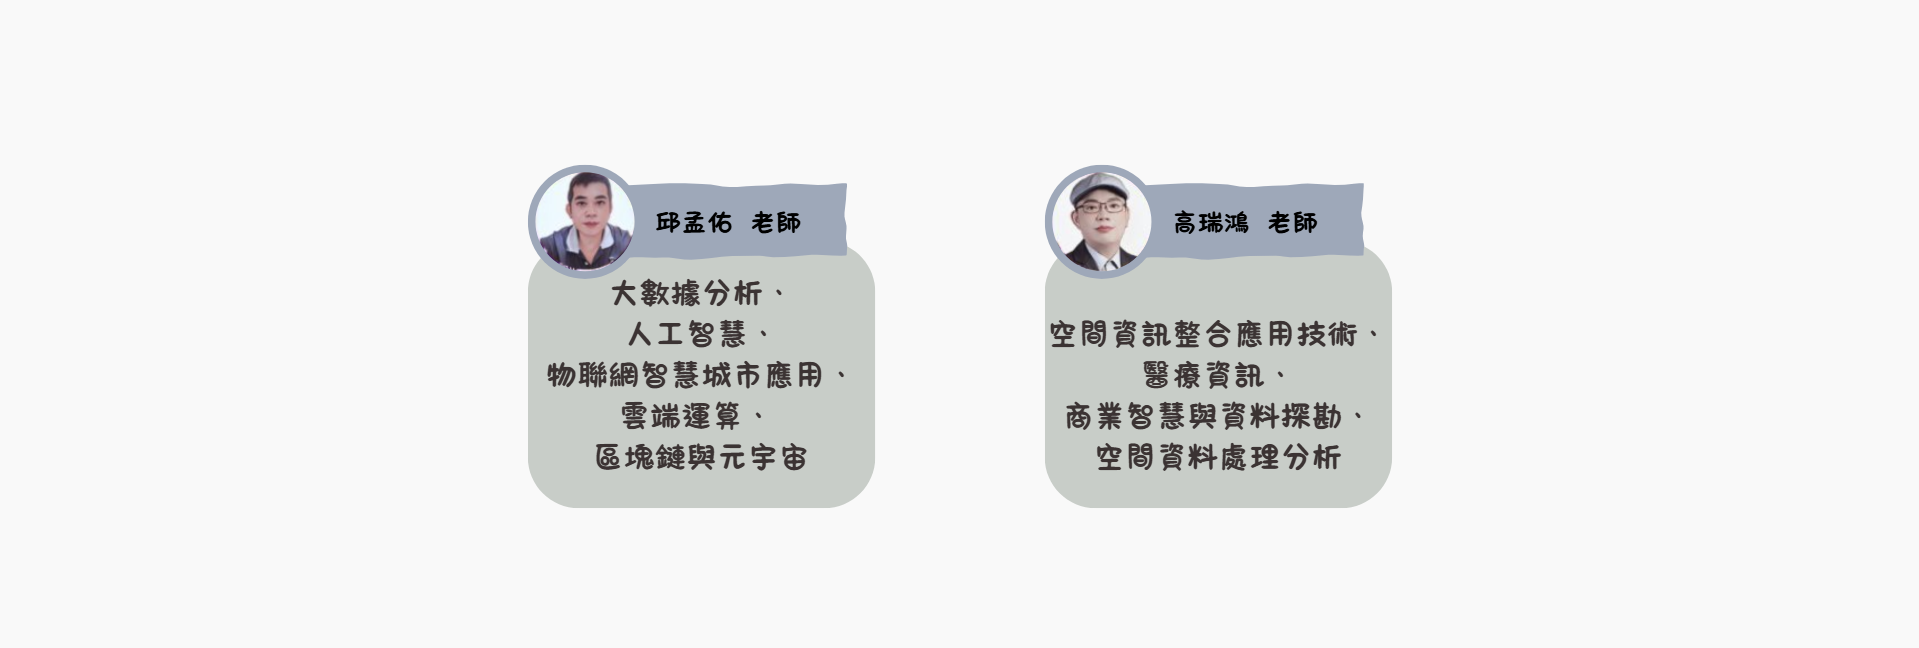 邱孟佑 老師
大數據分析、
人工智慧、
物聯網智慧城市應用、
雲端運算、
區塊鏈與元宇宙
高瑞鴻 老師
空間資訊整合應用技術、
醫療資訊、
商業智慧與資料探勘、
空間資料處理分析